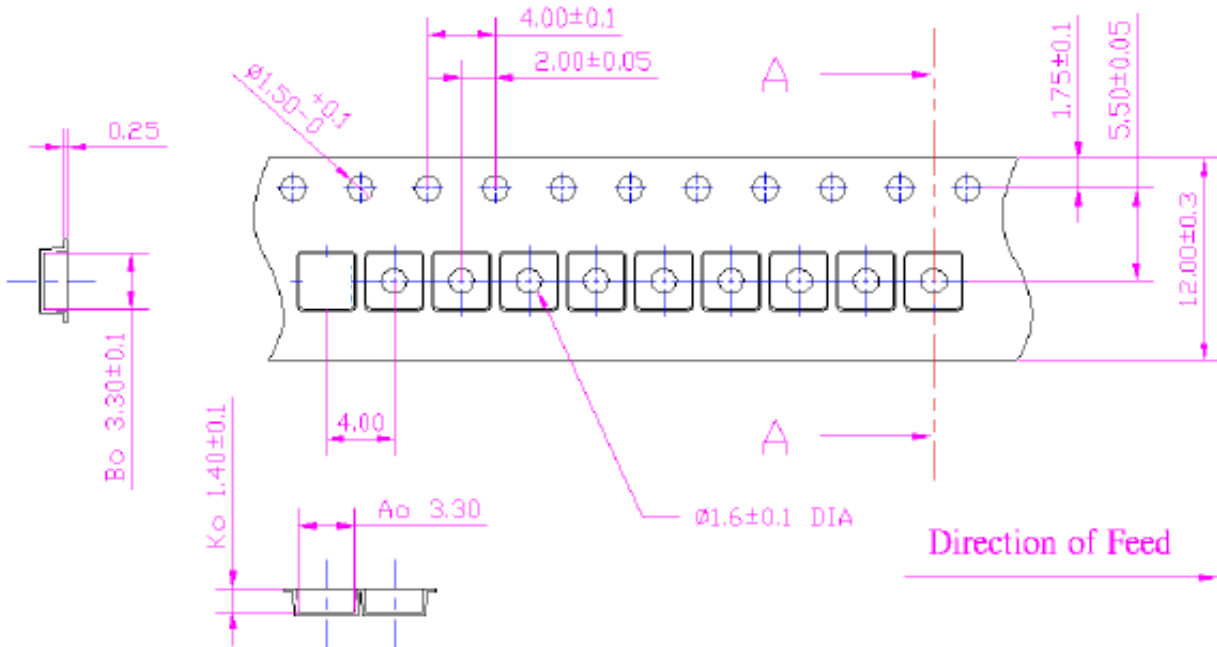 4.00±0.1
2.00±0.05
Ø1.50 +0.1 -0
0.25
A
1.75±0.1
5.50±0.05
12.00±0.3
Bo 3.30±0.1
4.00
A
Ko 1.40±0.1
Ao 3.30
Ø1.6±0.1 DIA
Direction of Feed